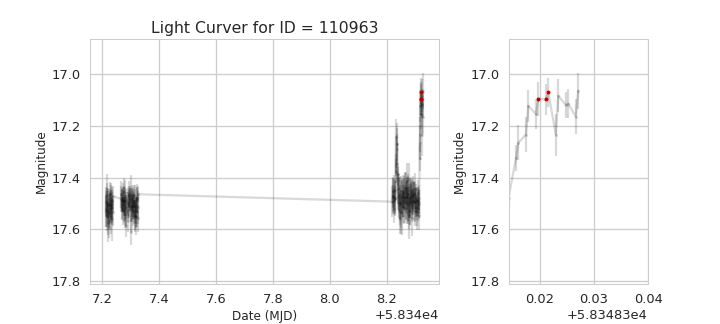 Light Curver for ID = 110963
Magnitude
17.0
17.2
17.4
17.6
17.8
7.2 7.4 7.6 7.8 8.0 8.2
Date (MJD)
+5.834e4
Magnitude
17.0
17.2
17.4
17.6
17.8
0.02 0.03 0.04
+5.83483e4